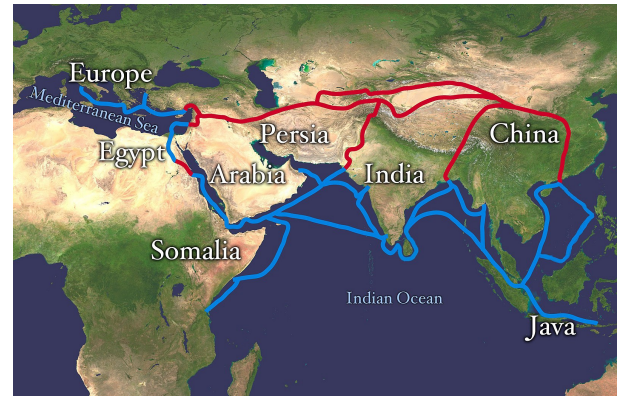 Europe
Mediterranean Sea
Egypt
Persia
China
Arabia
India
Somalia
Indian Ocean
Java